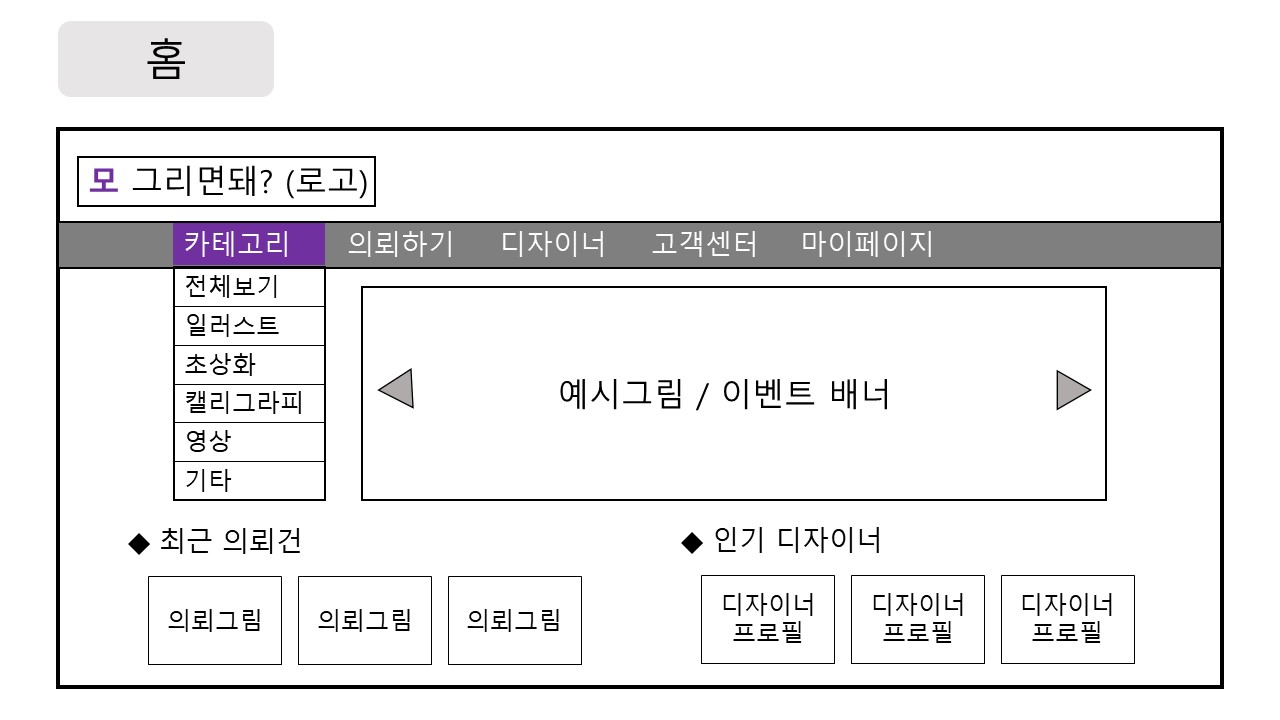 홈
모 그리면돼? (로고)
카테고리 의뢰하기 디자이너 고객센터 마이페이지
전체보기
일러스트
초상화
캘리그라피
영상
기타
예시그림 / 이벤트 배너
◆ 최근 의뢰건
의뢰그림 의뢰그림 의뢰그림
◆ 인기 디자이너
디자이너 디자이너 디자이너
프로필 프로필 프로필